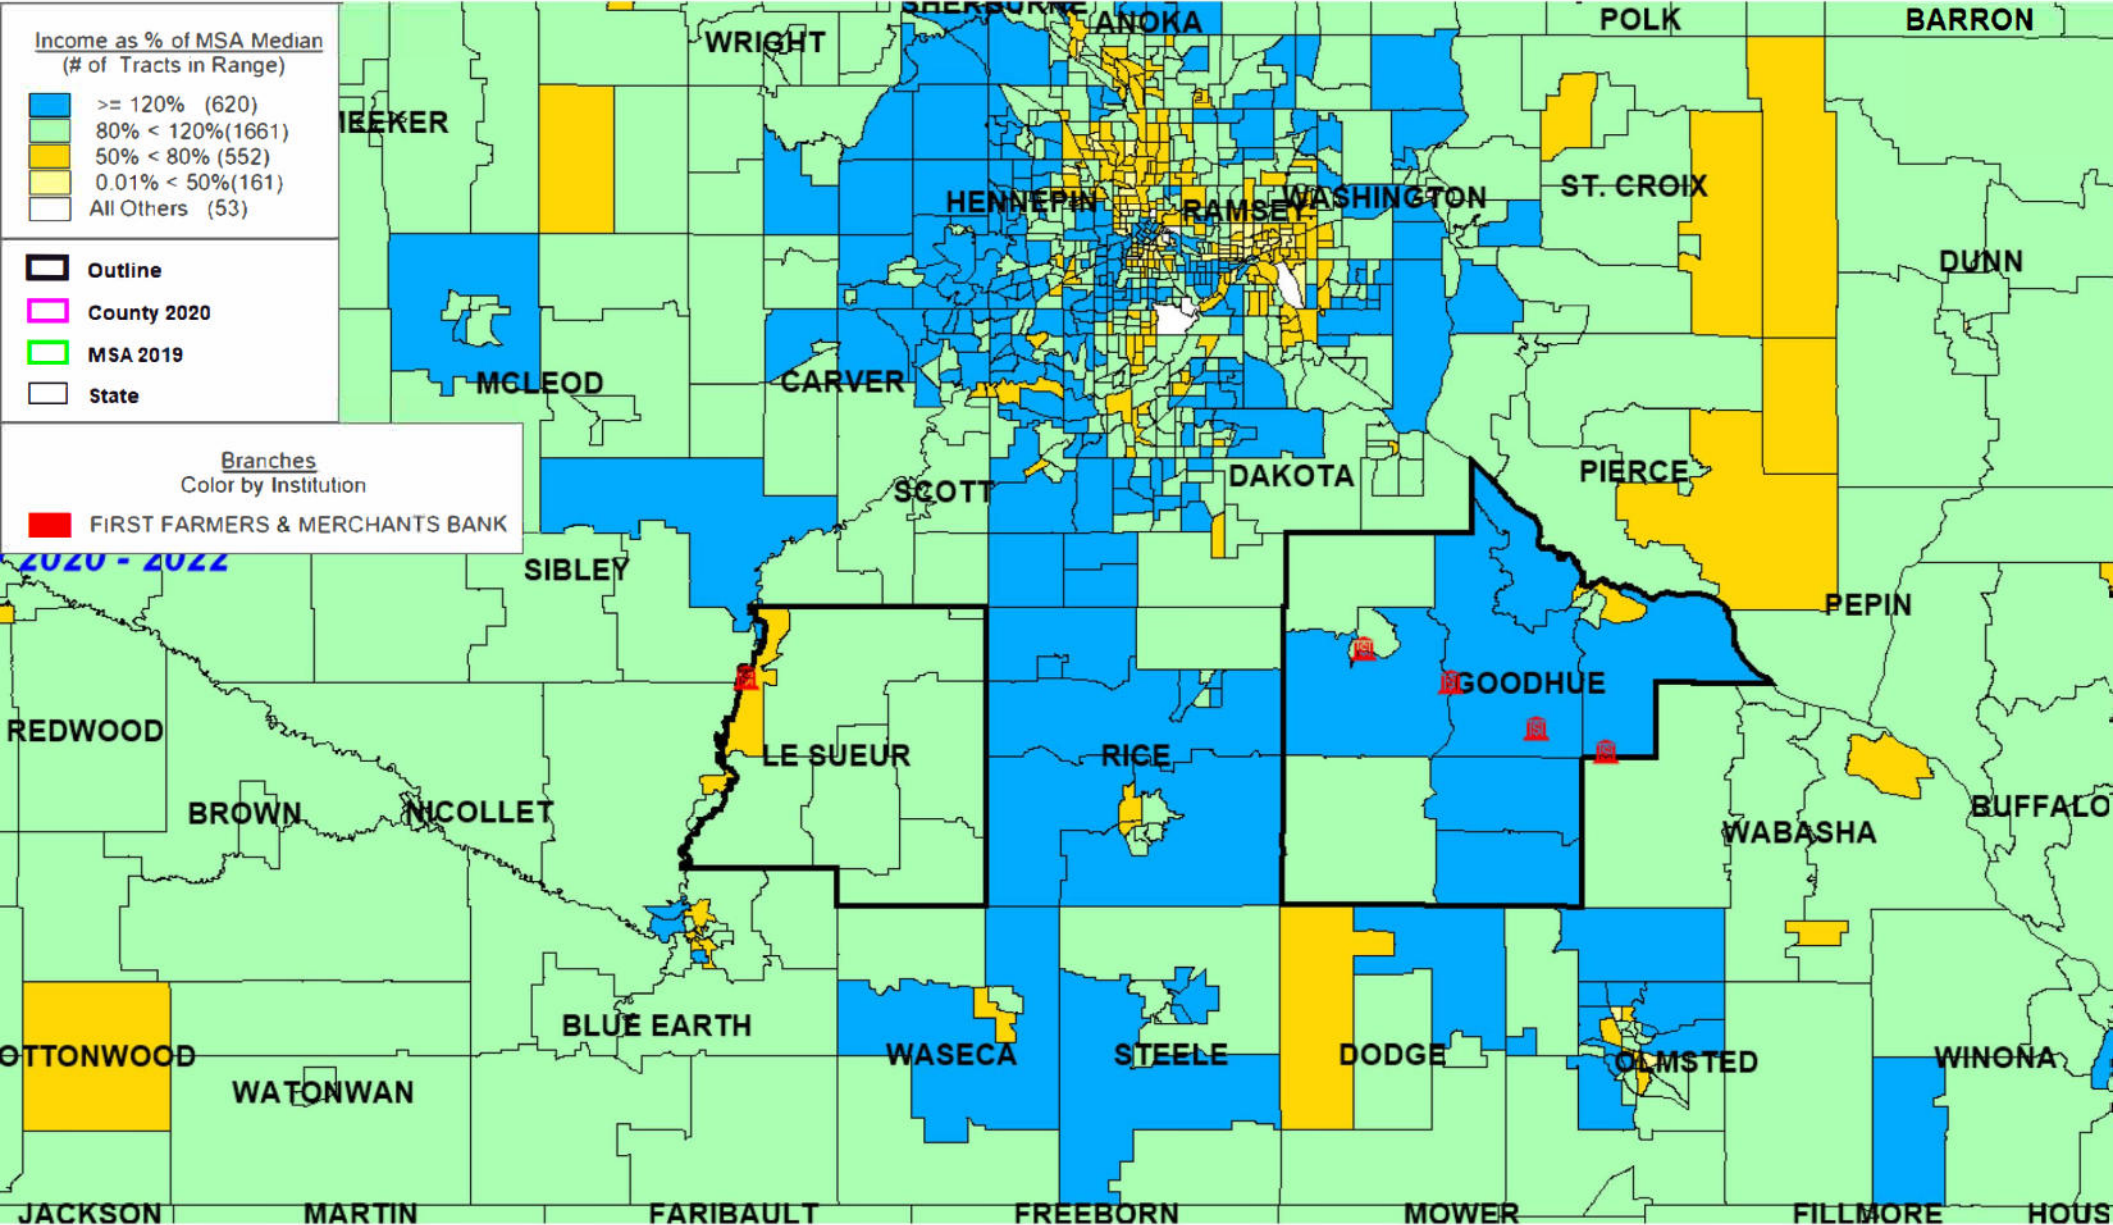 Income as % of MSA Median
(# of Tracts in Range)
>= 120% (620)
80% < 120%(1661)
50% < 80% (552)
0.01% < 50%(161)
All Others (53)
Outline
County 2020
MSA 2019
State
Branches
Color by Institution
FIRST FARMERS & MERCHANTS BANK
2020 - 2022
SHERBURNE
ANOKA
POLK
BARRON
WRIGHT
MEEKER
HENNEPIN
RAMSEY
WASHINGTON
ST. CROIX
DUNN
MCLEOD
CARVER
SCOTT
DAKOTA
PIERCE
SIBLEY
PEPIN
GOODHUE
REDWOOD
LE SUEUR
RICE
BROWN
NICOLLET
BUFFALO
WABASHA
BLUE EARTH
OTTONWOOD
WASECA
STEELE
DODGE
OLMSTED
WINONA
WATONWAN
JACKSON
MARTIN
FARIBAULT
FREEBORN
MOWER
FILLMORE
HOUS